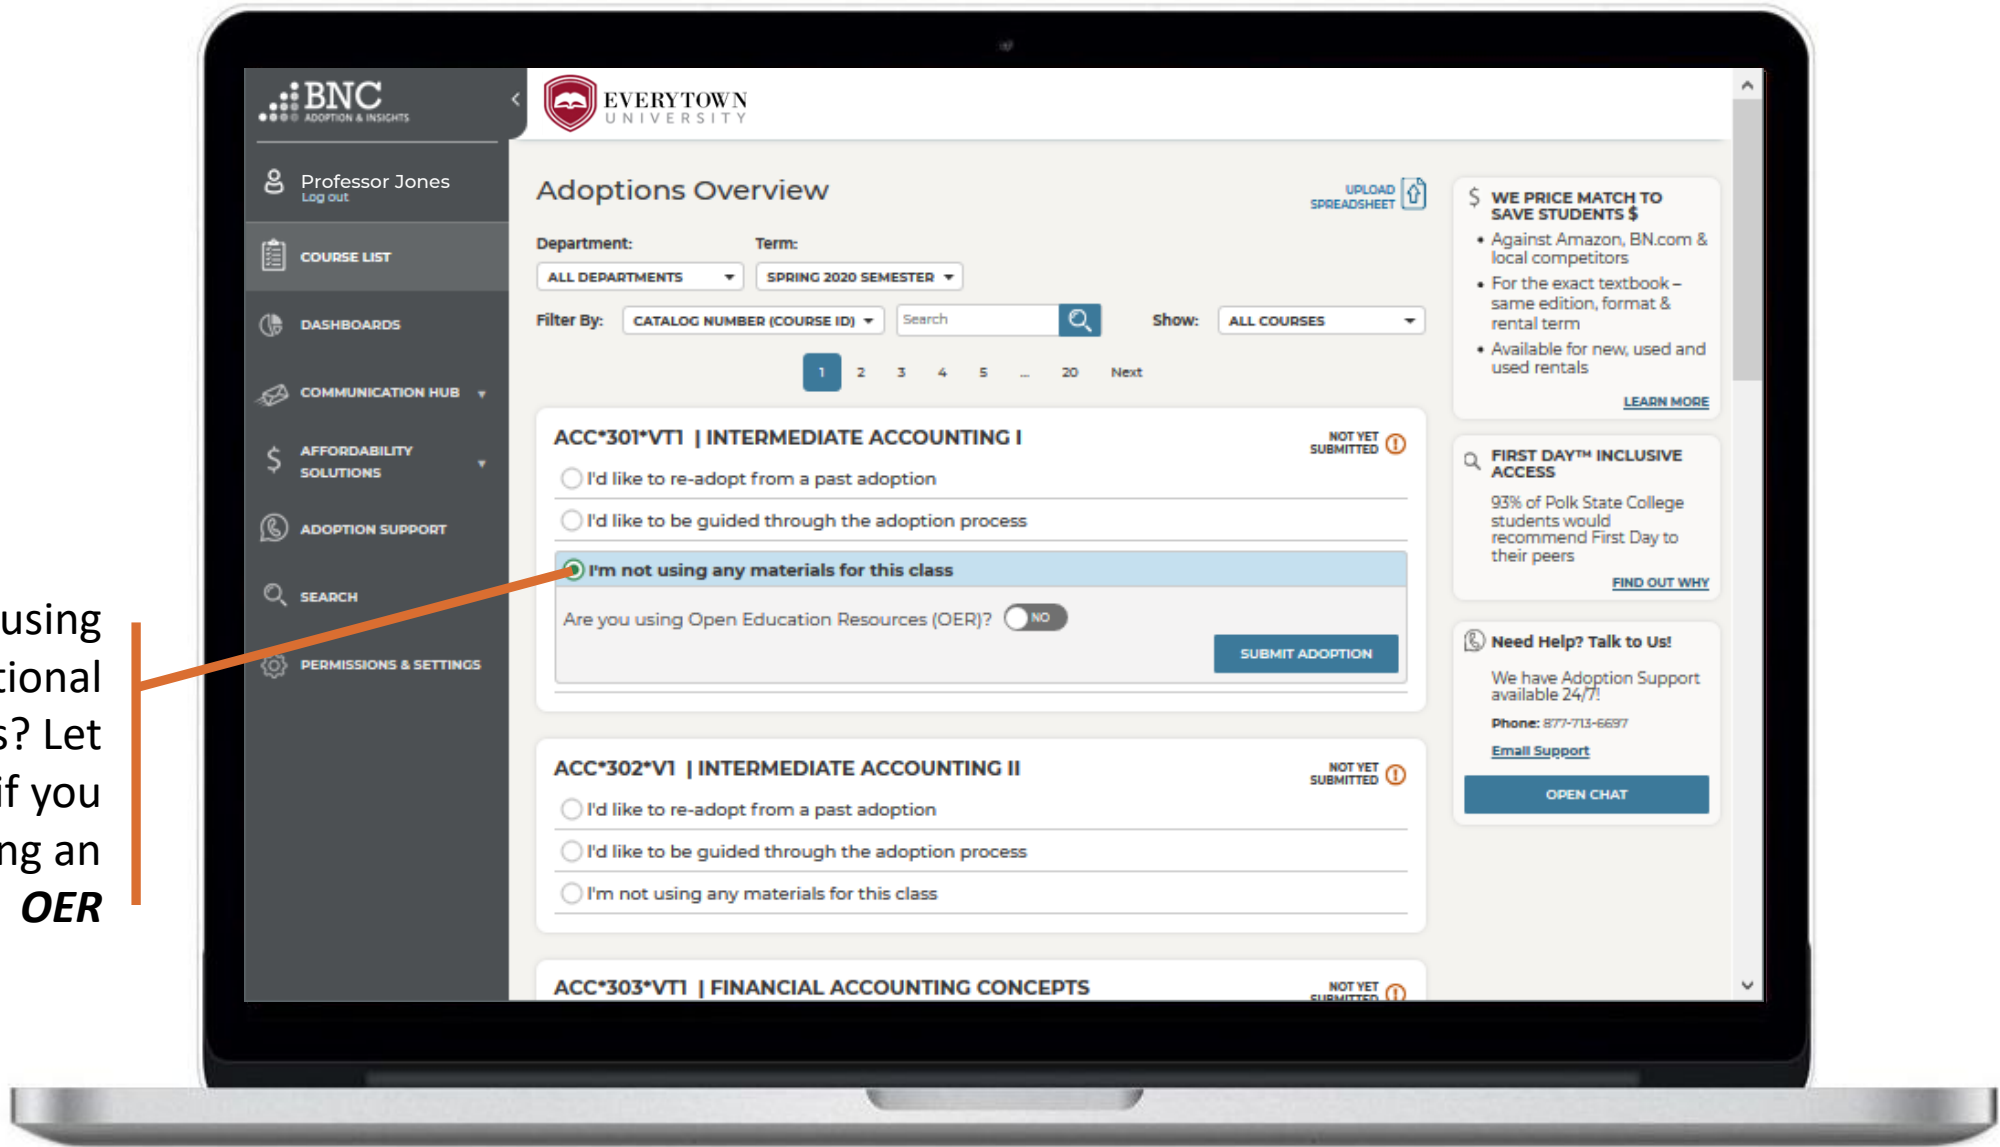 using
tional
s? Let
if you
ng an
OER
BNC
ADOPTION & INSIGHTS
Professor Jones
Log out
COURSE LIST
DASHBOARDS
COMMUNICATION HUB
AFFORDABILITY
SOLUTIONS
ADOPTION SUPPORT
SEARCH
PERMISSIONS & SETTINGS
EVERYTOWN
UNIVERSITY
Adoptions Overview
UPLOAD
SPREADSHEET
Department: Term:
ALL DEPARTMENTS SPRING 2020 SEMESTER
Filter By: CATALOG NUMBER (COURSE ID) Search Show: ALL COURSES
1 2 3 4 5 ... 20 Next
ACC*301*VT1 | INTERMEDIATE ACCOUNTING I
NOT YET
SUBMITTED
I'd like to re-adopt from a past adoption
I'd like to be guided through the adoption process
I'm not using any materials for this class
Are you using Open Education Resources (OER)? NO
SUBMIT ADOPTION
ACC*302*V1 | INTERMEDIATE ACCOUNTING II
NOT YET
SUBMITTED
I'd like to re-adopt from a past adoption
I'd like to be guided through the adoption process
I'm not using any materials for this class
ACC*303*VT1 | FINANCIAL ACCOUNTING CONCEPTS
NOT YET
SUBMITTED
$ WE PRICE MATCH TO
SAVE STUDENTS $
• Against Amazon, BN.com &
local competitors
• For the exact textbook –
same edition, format &
rental term
• Available for new, used and
used rentals
LEARN MORE
FIRST DAY™ INCLUSIVE
ACCESS
93% of Polk State College
students would
recommend First Day to
their peers
FIND OUT WHY
Need Help? Talk to Us!
We have Adoption Support
available 24/7!
Phone: 877-713-6697
Email Support
OPEN CHAT